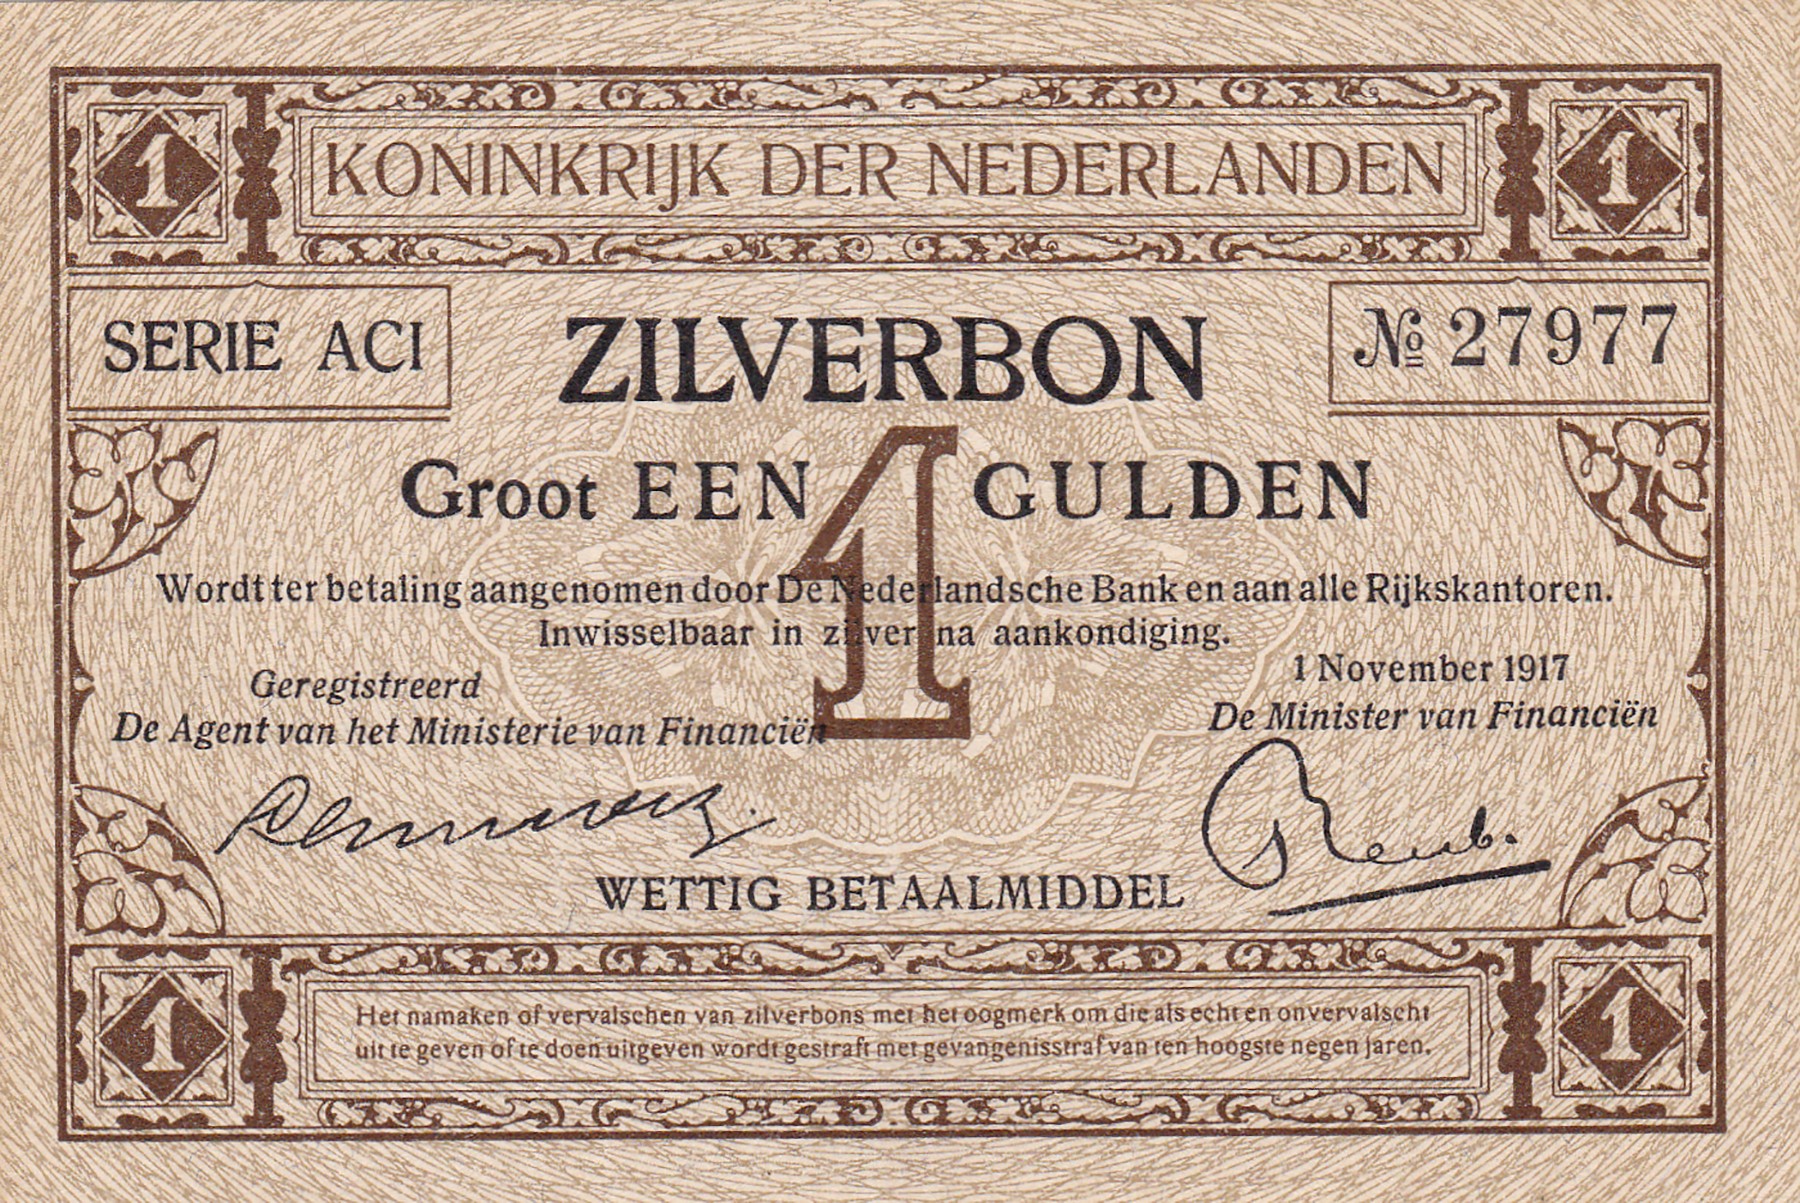 1 KONINKRIJK DER NEDERLANDEN 1
SERIE ACI ZILVERBON № 27977
Groot EEN 1 GULDEN
Wordt ter betaling aangenomen door De Nederlandsche Bank en aan alle Rijkskantoren.
Inwisselbaar in zilver na aankondiging.
Geregistreerd
De Agent van het Ministerie van Financiën
1 November 1917
De Minister van Financiën
WETTIG BETAALMIDDEL
1 1
Het namaken of vervalschen van zilverbons met het oogmerk om die als echt en onvervalscht
uit te geven of te doen uitgeven wordt gestraft met gevangenisstraf van ten hoogste negen jaren.